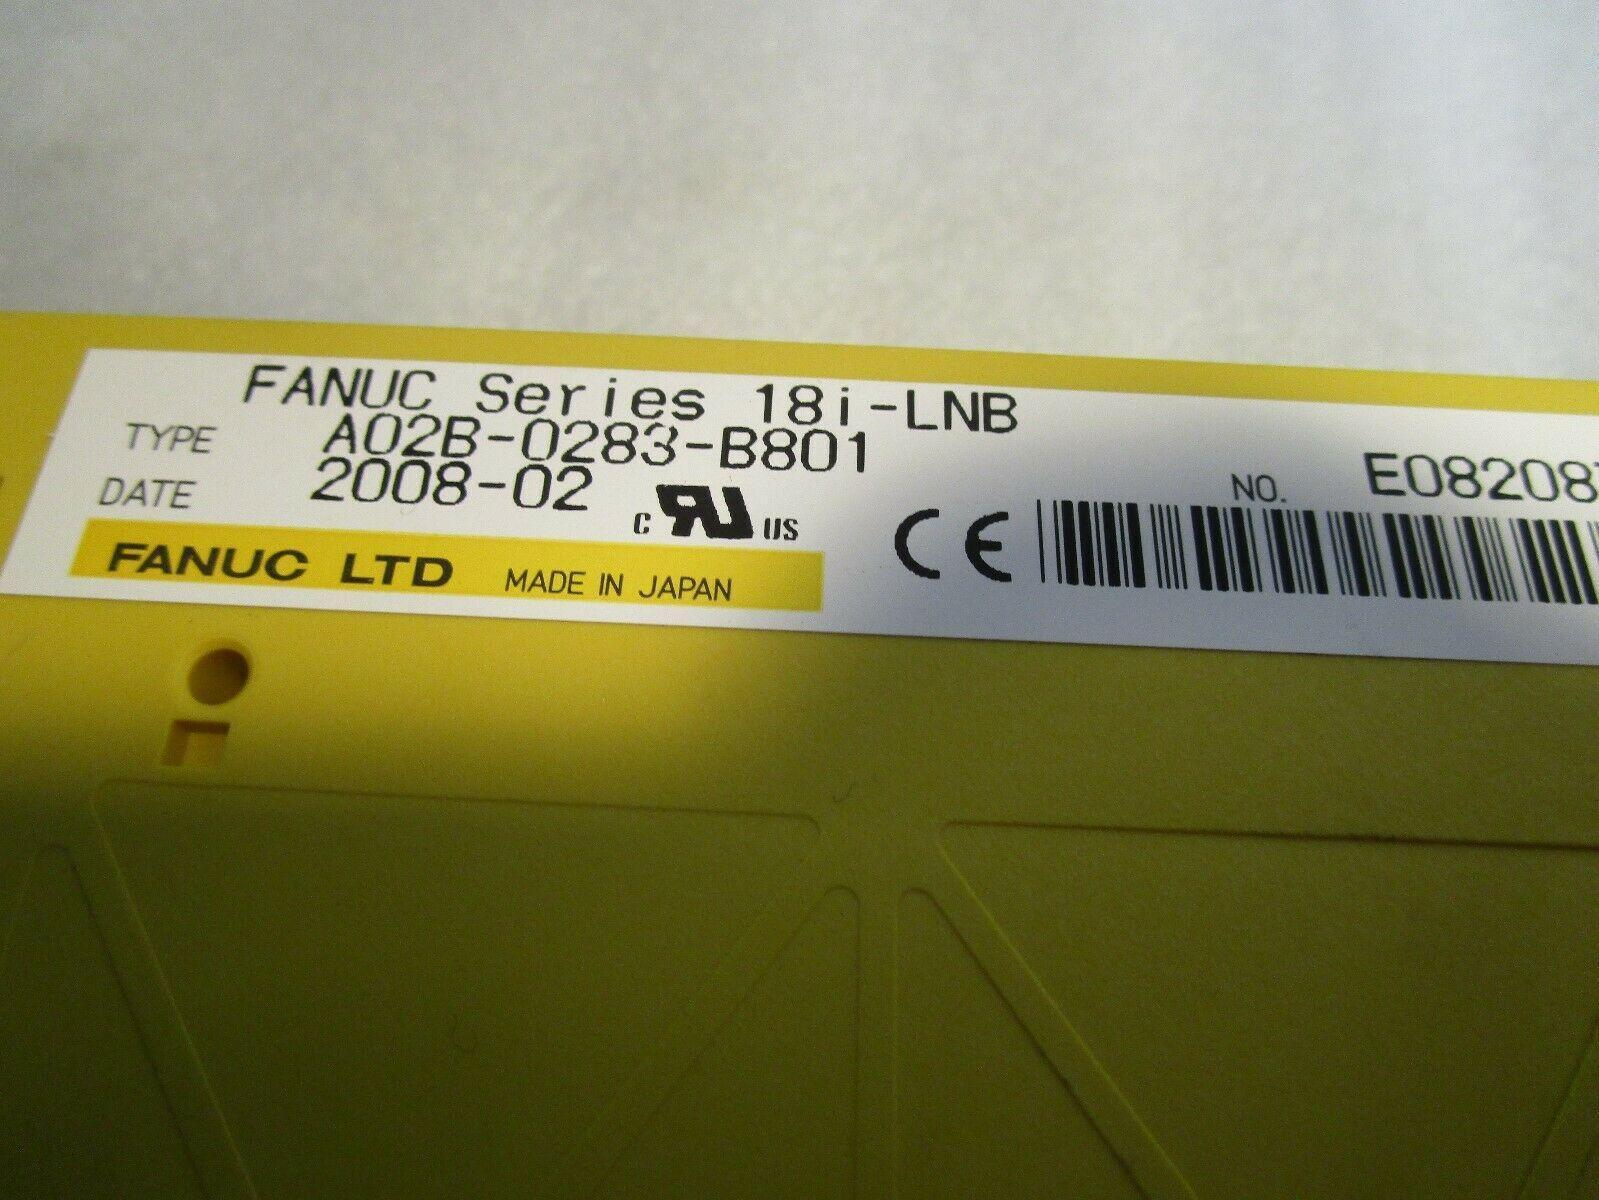 FANUC Series 18i-LNB
TYPE A02B-0283-B801
DATE 2008-02
C US
CE
NO. E08208
FANUC LTD MADE IN JAPAN